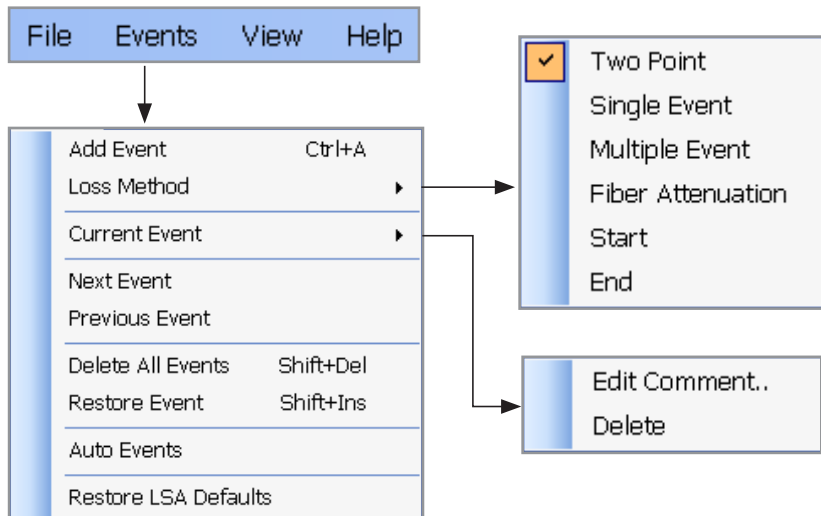 File Events View Help
Add Event Ctrl+A
Loss Method
Current Event
Next Event
Previous Event
Delete All Events Shift+Del
Restore Event Shift+Ins
Auto Events
Restore LSA Defaults
Two Point
Single Event
Multiple Event
Fiber Attenuation
Start
End
Edit Comment..
Delete